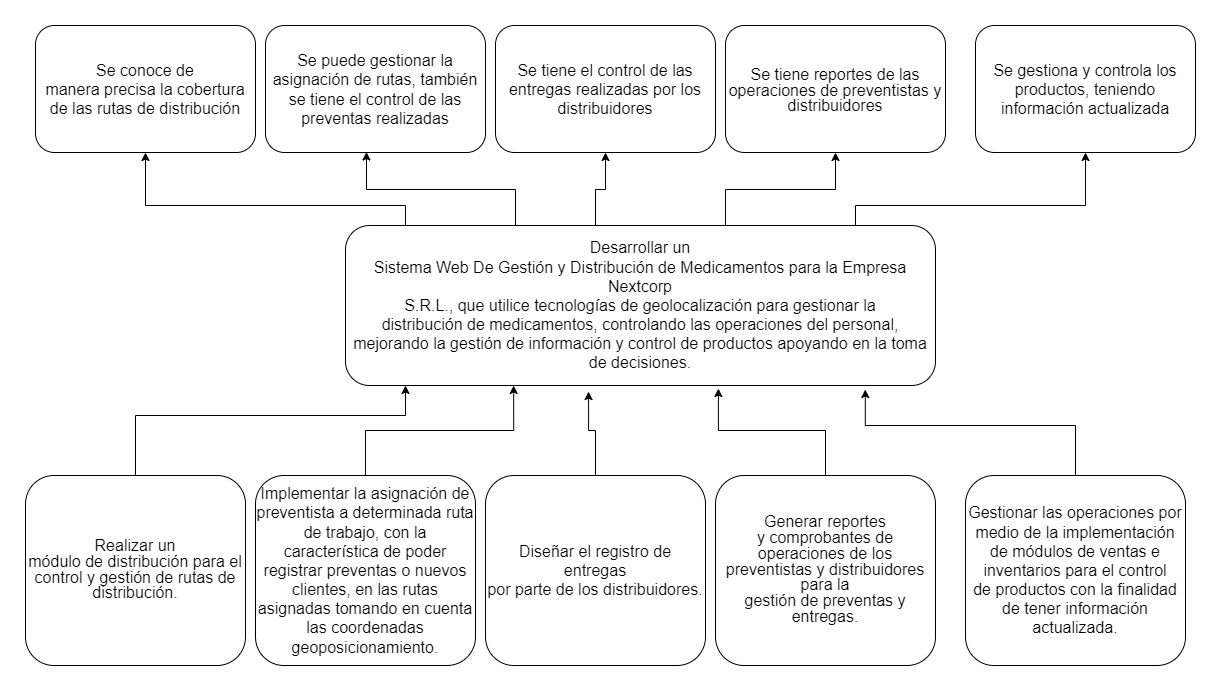 Se conoce de
manera precisa la cobertura
de las rutas de distribución
Se puede gestionar la
asignación de rutas, también
se tiene el control de las
preventas realizadas
Se tiene el control de las
entregas realizadas por los
distribuidores
Se tiene reportes de las
operaciones de preventistas y
distribuidores
Se gestiona y controla los
productos, teniendo
información actualizada
Desarrollar un
Sistema Web De Gestión y Distribución de Medicamentos para la Empresa
Nextcorp
S.R.L., que utilice tecnologías de geolocalización para gestionar la
distribución de medicamentos, controlando las operaciones del personal,
mejorando la gestión de información y control de productos apoyando en la toma
de decisiones.
Realizar un
módulo de distribución para el
control y gestión de rutas de
distribución.
Implementar la asignación de
preventista a determinada ruta
de trabajo, con la
característica de poder
registrar preventas o nuevos
clientes, en las rutas
asignadas tomando en cuenta
las coordenadas
geoposicionamiento.
Diseñar el registro de
entregas
por parte de los distribuidores.
Generar reportes
y comprobantes de
operaciones de los
preventistas y distribuidores
para la
gestión de preventas y
entregas.
Gestionar las operaciones por
medio de la implementación
de módulos de ventas e
inventarios para el control
de productos con la finalidad
de tener información
actualizada.